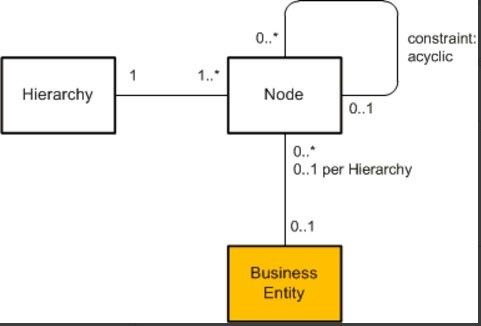 0..*
constraint:
acyclic
Hierarchy
1
1..*
Node
0..1
0..*
0..1 per Hierarchy
0..1
Business
Entity